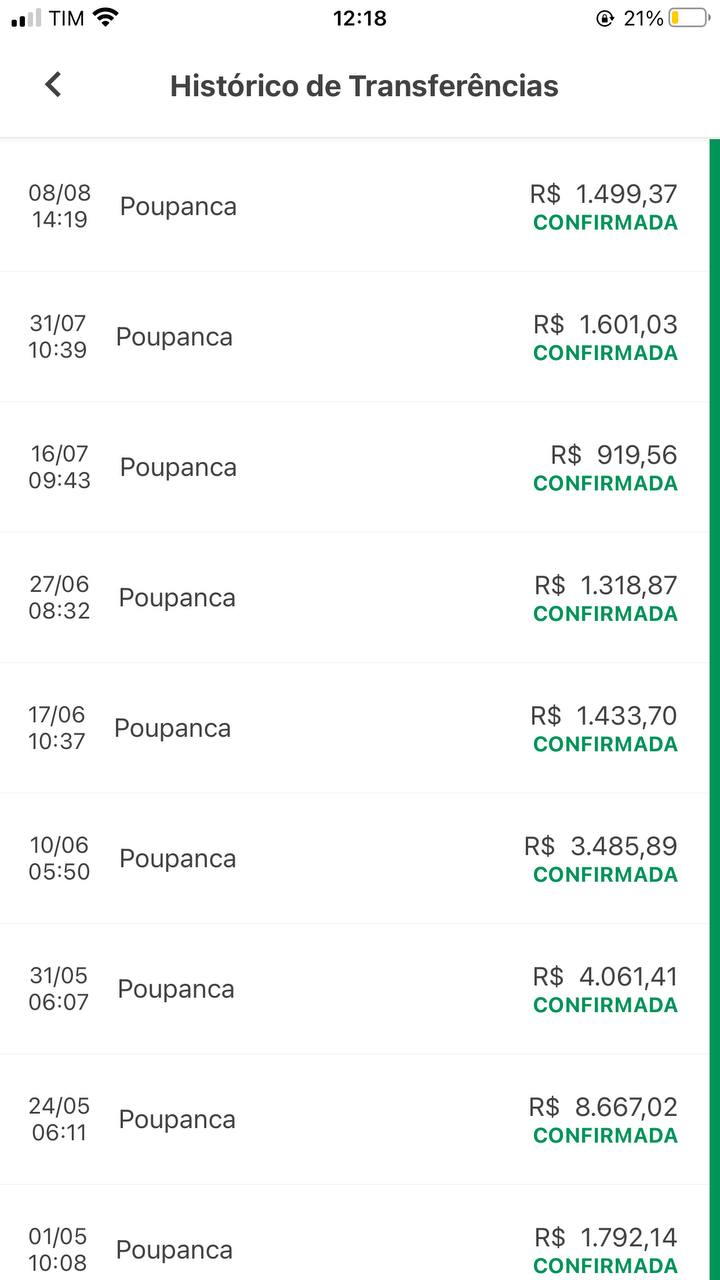 TIM 12:18 21%
Histórico de Transferências
08/08
14:19
Poupanca
R$ 1.499,37
CONFIRMADA
31/07
10:39
Poupanca
R$ 1.601,03
CONFIRMADA
16/07
09:43
Poupanca
R$ 919,56
CONFIRMADA
27/06
08:32
Poupanca
R$ 1.318,87
CONFIRMADA
17/06
10:37
Poupanca
R$ 1.433,70
CONFIRMADA
10/06
05:50
Poupanca
R$ 3.485,89
CONFIRMADA
31/05
06:07
Poupanca
R$ 4.061,41
CONFIRMADA
24/05
06:11
Poupanca
R$ 8.667,02
CONFIRMADA
01/05
10:08
Poupanca
R$ 1.792,14
CONFIRMADA